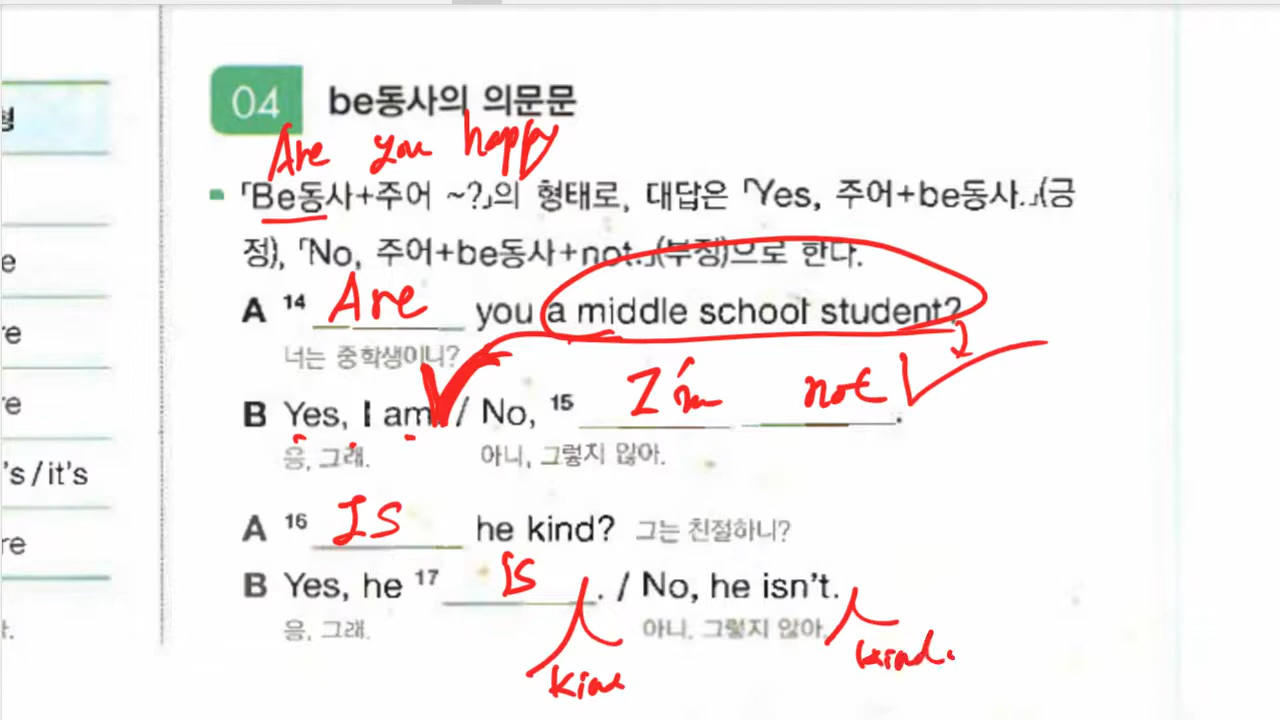 04 be동사의 의문문
Are you happy
「Be동사+주어 ~?」의 형태로, 대답은 「Yes, 주어+be동사.」(긍
정), 「No, 주어+be동사+not.」(부정)으로 한다.
A 14 Are you a middle school student?
너는 중학생이니?
B Yes, I am / No, 15 I'm not.
응, 그래. 아니, 그렇지 않아.
A 16 Is he kind? 그는 친절하니?
B Yes, he 17 is. / No, he isn't.
응, 그래. 아니, 그렇지 않아.
kind.
형
e
re
re
's/it's
re